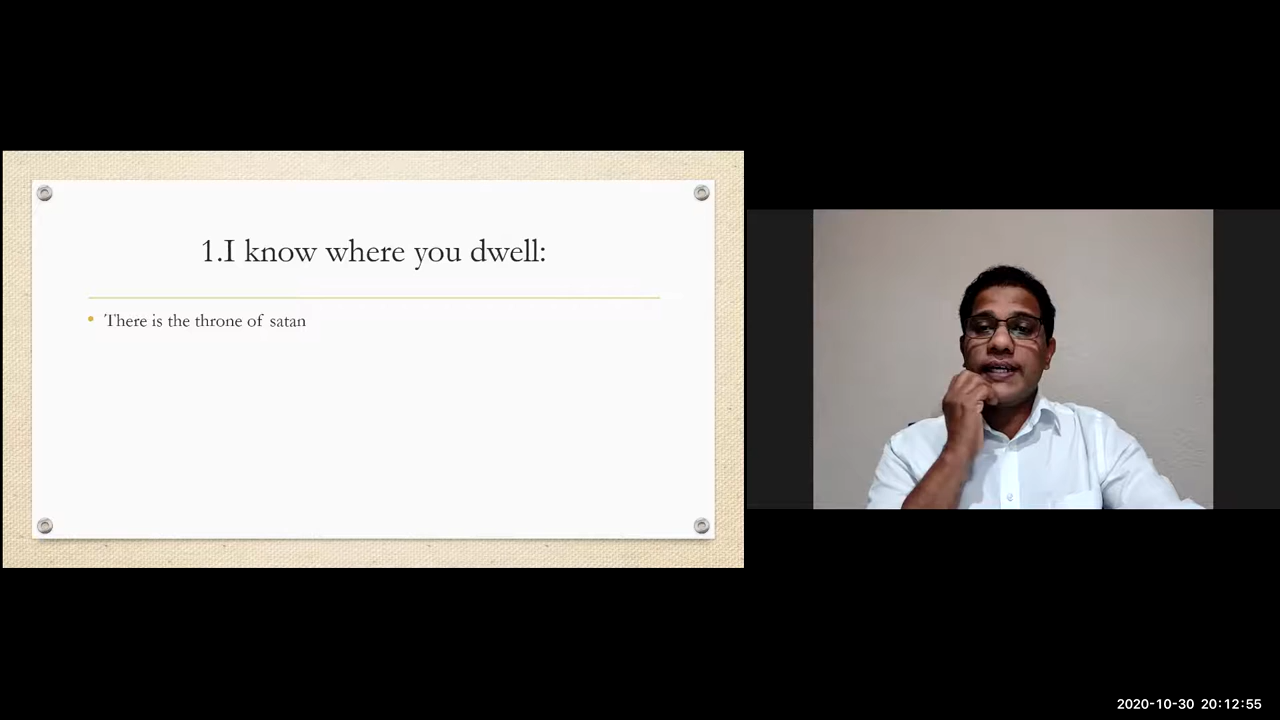 1.I know where you dwell:
There is the throne of satan
2020-10-30 20:12:55